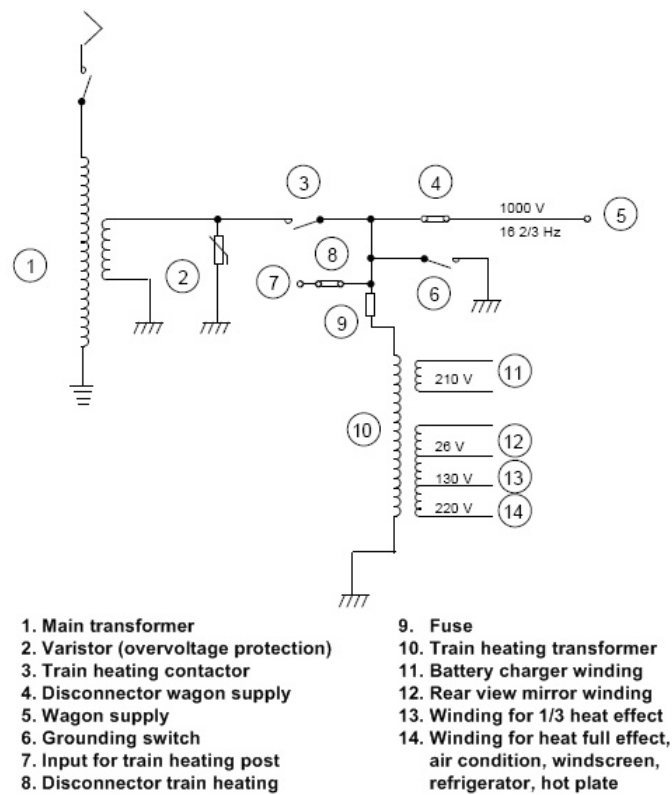 3
4
1000 V
5
16 2/3 Hz
8
1
2
7
6
9
210 V
11
10
26 V
12
130 V
13
220 V
14
1. Main transformer
2. Varistor (overvoltage protection)
3. Train heating contactor
4. Disconnector wagon supply
5. Wagon supply
6. Grounding switch
7. Input for train heating post
8. Disconnector train heating
9. Fuse
10. Train heating transformer
11. Battery charger winding
12. Rear view mirror winding
13. Winding for 1/3 heat effect
14. Winding for heat full effect,
air condition, windscreen,
refrigerator, hot plate